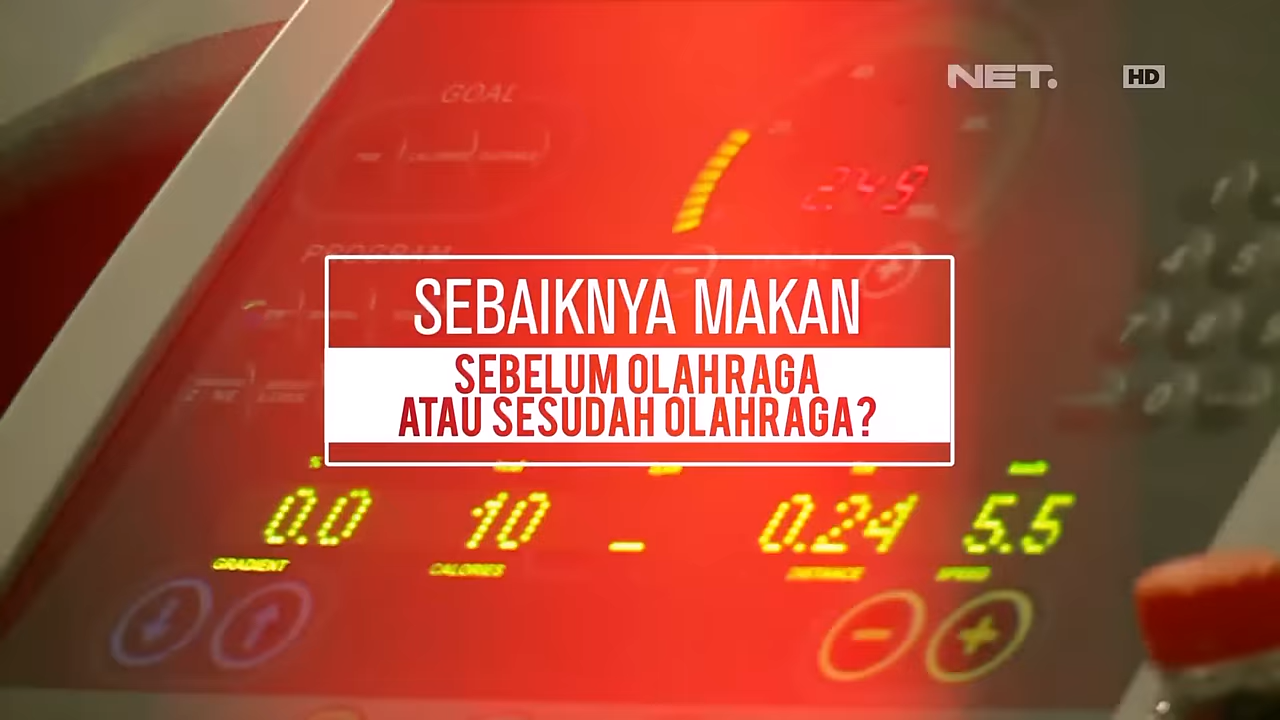 NET. HD
GOAL
249
PROGRAM
SEBAIKNYA MAKAN
SEBELUM OLAHRAGA
ATAU SESUDAH OLAHRAGA?
0.0 10 0.24 5.5
GRADIENT CALORIES DISTANCE SPEED